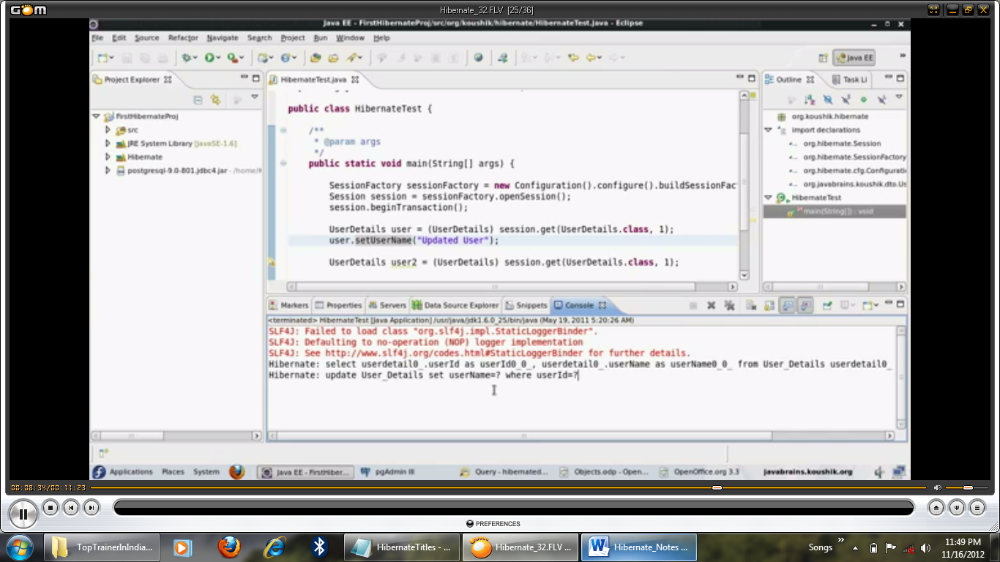 GOM
Hibernate_32.FLV [25/36]
Java EE - FirstHibernateProj/src/org/koushik/hibernate/HibernateTest.java - Eclipse
File Edit Source Refactor Navigate Search Project Run Window Help
Java EE
Project Explorer
HibernateTest.java
Outline
Task Li
FirstHibernateProj
src
JRE System Library [JavaSE-1.6]
Hibernate
postgresql-9.0-801.jdbc4.jar - /home/
public class HibernateTest {
/**
* @param args
*/
public static void main(String[] args) {
SessionFactory sessionFactory = new Configuration().configure().buildSessionFac
Session session = sessionFactory.openSession();
session.beginTransaction();
UserDetails user = (UserDetails) session.get(UserDetails.class, 1);
user.setUserName("Updated User");
UserDetails user2 = (UserDetails) session.get(UserDetails.class, 1);
org.koushik.hibernate
import declarations
org.hibernate.Session
org.hibernate.SessionFactory
org.hibernate.cfg.Configurati
org.javabrains.koushik.dto.Us
HibernateTest
main(String[]) : void
Markers Properties Servers Data Source Explorer Snippets Console
<terminated> HibernateTest [Java Application] /usr/java/jdk1.6.0_25/bin/java (May 19, 2011 5:20:26 AM)
SLF4J: Failed to load class "org.slf4j.impl.StaticLoggerBinder".
SLF4J: Defaulting to no-operation (NOP) logger implementation
SLF4J: See http://www.slf4j.org/codes.html#StaticLoggerBinder for further details.
Hibernate: select userdetail0_.userId as userId0_0_, userdetail0_.userName as userName0_0_ from User_Details userdetail0_
Hibernate: update User_Details set userName=? where userId=?
Applications Places System
Java EE - FirstHiber...
pgAdmin III
Query - hibernated...
Objects.odp - Open...
OpenOffice.org 3.3
javabrains.koushik.org
00:08:34/00:11:23
PREFERENCES
TopTrainerInIndia...
HibernateTitles - ...
Hibernate_32.FLV ...
Hibernate_Notes ...
Songs
11:49 PM
11/16/2012